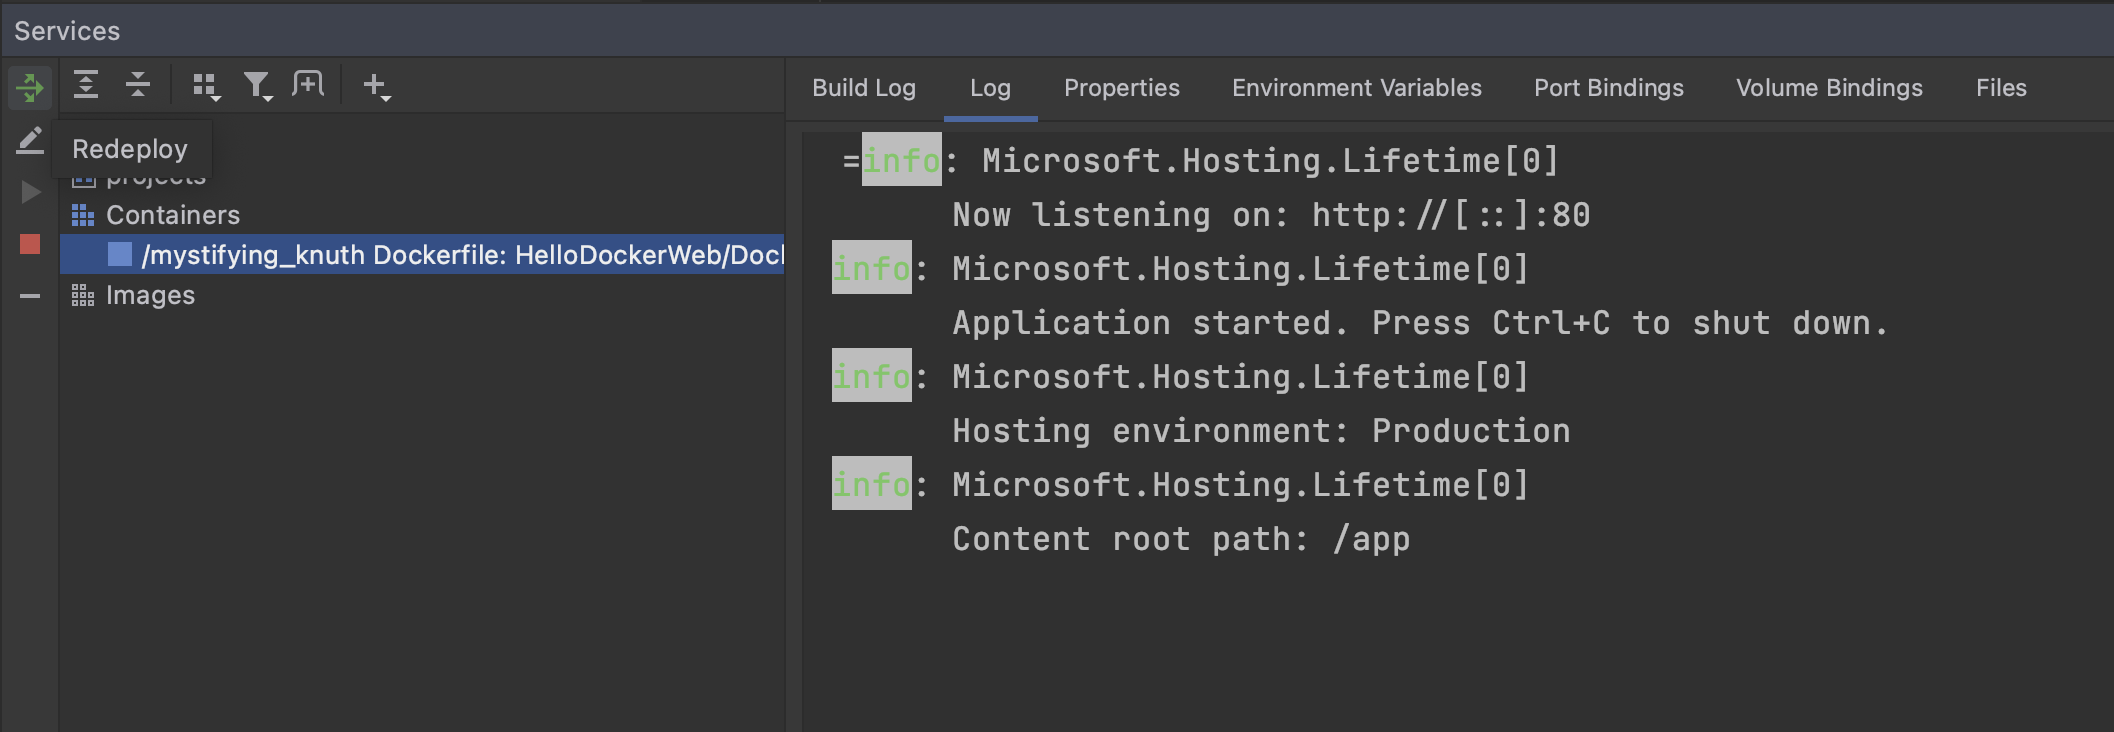 Services
Build Log
Log
Properties
Environment Variables
Port Bindings
Volume Bindings
Files
Redeploy
projects
Containers
/mystifying_knuth Dockerfile: HelloDockerWeb/Doc
Images
=info: Microsoft.Hosting.Lifetime[0]
Now listening on: http://[::]:80
info: Microsoft.Hosting.Lifetime[0]
Application started. Press Ctrl+C to shut down.
info: Microsoft.Hosting.Lifetime[0]
Hosting environment: Production
info: Microsoft.Hosting.Lifetime[0]
Content root path: /app